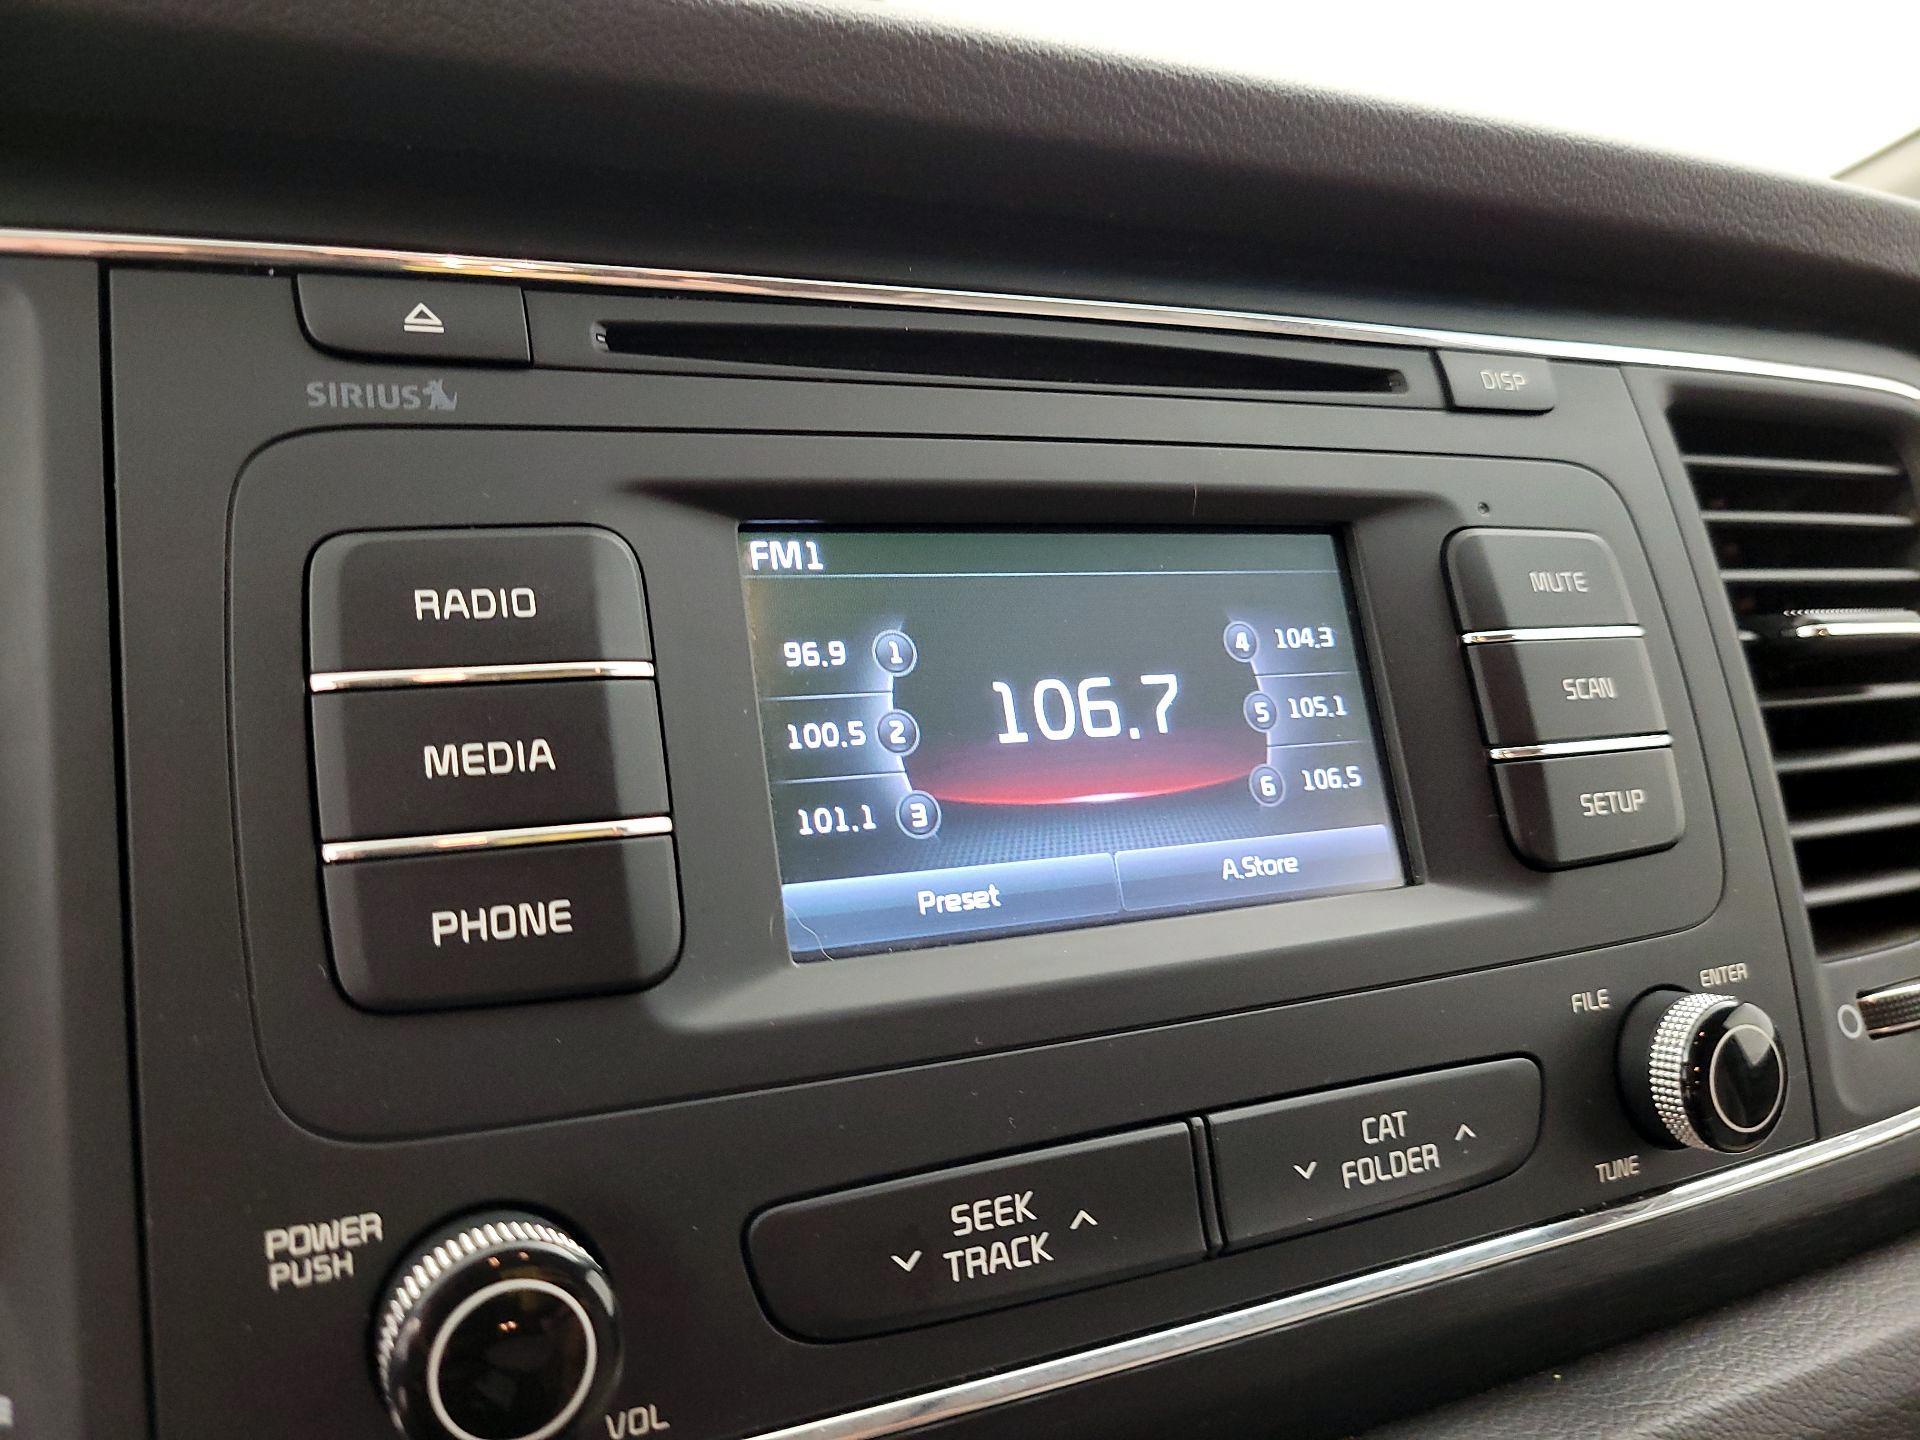 SIRIUS
DISP
RADIO
MEDIA
PHONE
FM1
96.9 1
100.5 2
101.1 3
106.7
4 104.3
5 105.1
6 106.5
Preset
A.Store
MUTE
SCAN
SETUP
FILE
ENTER
TUNE
CAT
FOLDER
SEEK
TRACK
POWER
PUSH
VOL